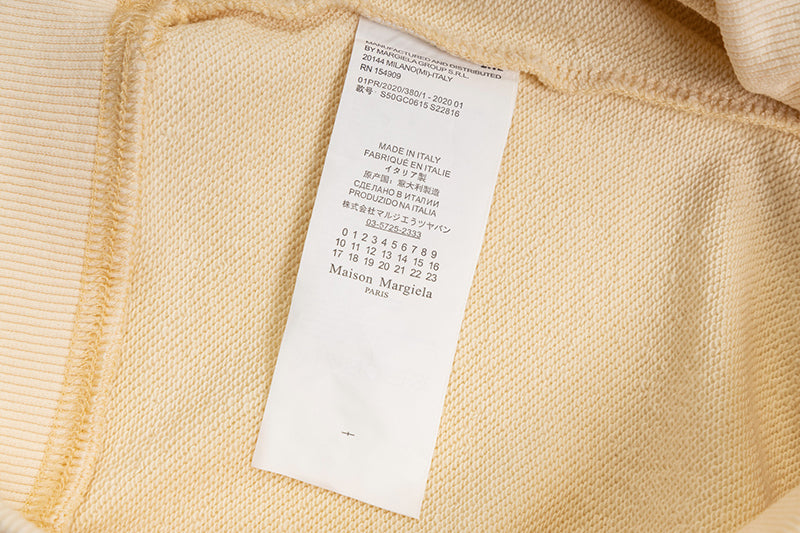 MANUFACTURED AND DISTRIBUTED
BY MARGIELA GROUP S.R.L.
20144 MILANO(MI)-ITALY
RN 154909
01PR/2020/380/1 - 2020 01
款号: S50GC0615 S22816
MADE IN ITALY
FABRIQUÉ EN ITALIE
イタリア製
原产国: 意大利製造
СДЕЛАНО В ИТАЛИИ
PRODUZIDO NA ITALIA
株式会社マルジエラツヤパン
03-5725-2333
0 1 2 3 4 5 6 7 8 9
10 11 12 13 14 15 16
17 18 19 20 21 22 23
Maison Margiela
PARIS